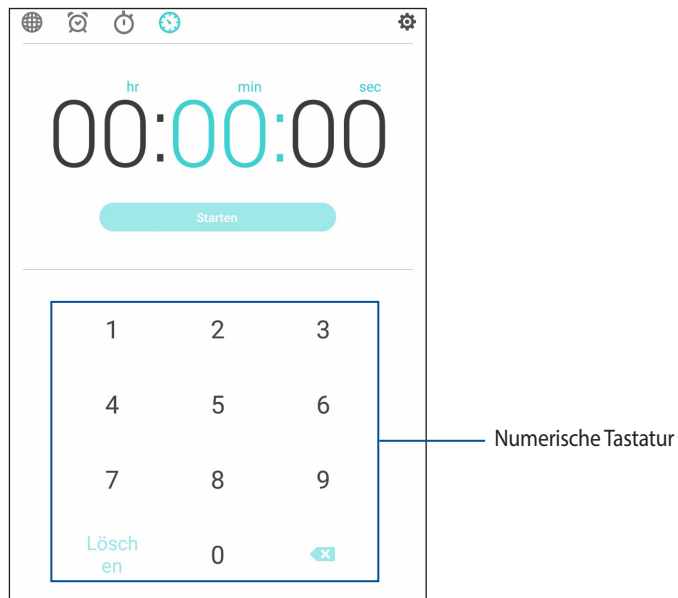 hr min sec
00:00:00
Starten
1 2 3
4 5 6
Numerische Tastatur
7 8 9
Lösch
en
0